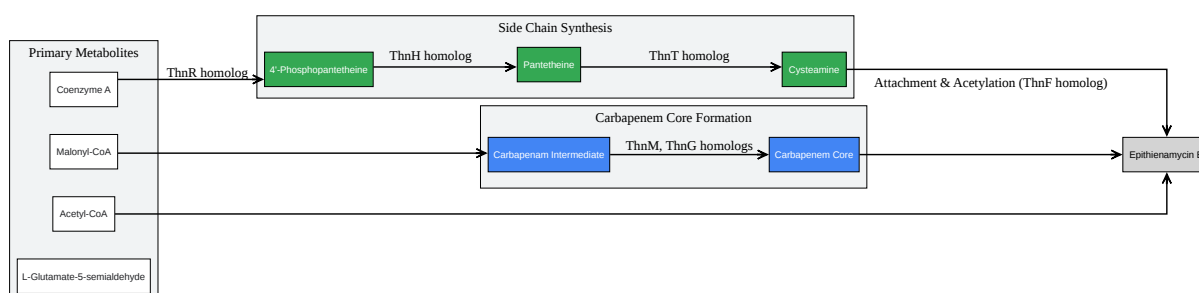 Side Chain Synthesis
Primary Metabolites
ThnR homolog
4'-Phosphopantetheine
ThnH homolog
Pantetheine
ThnT homolog
Cysteamine
Coenzyme A
Attachment & Acetylation (ThnF homolog)
Carbapenem Core Formation
Malonyl-CoA
Carbapenam Intermediate
ThnM, ThnG homologs
Carbapenem Core
Epithienamycin
Acetyl-CoA
L-Glutamate-5-semialdehyde